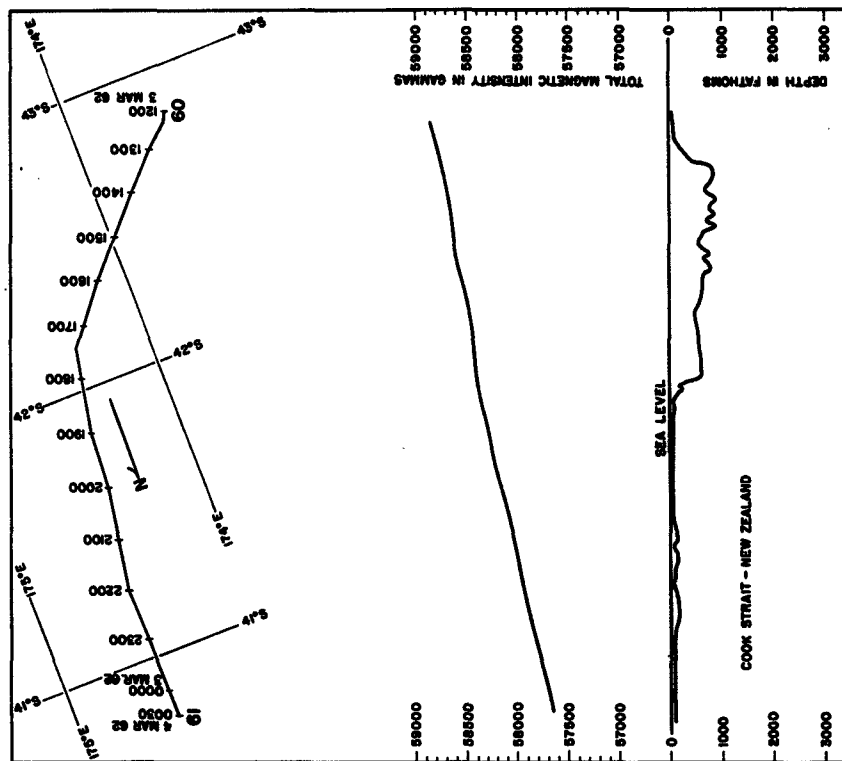 174°E
43°S
43°S
3 MAR 62
1200
60
1300
1400
1500
1600
1700
1800
1900
2000
2100
2200
2300
0000
3 MAR 62
0030
4 MAR 62
61
42°S
42°S
N
174°E
175°E
41°S
41°S
175°E
59000
58500
58000
57500
57000
TOTAL MAGNETIC INTENSITY IN GAMMAS
59000
58500
58000
57500
57000
0
1000
2000
3000
DEPTH IN FATHOMS
SEA LEVEL
0
1000
2000
3000
COOK STRAIT - NEW ZEALAND